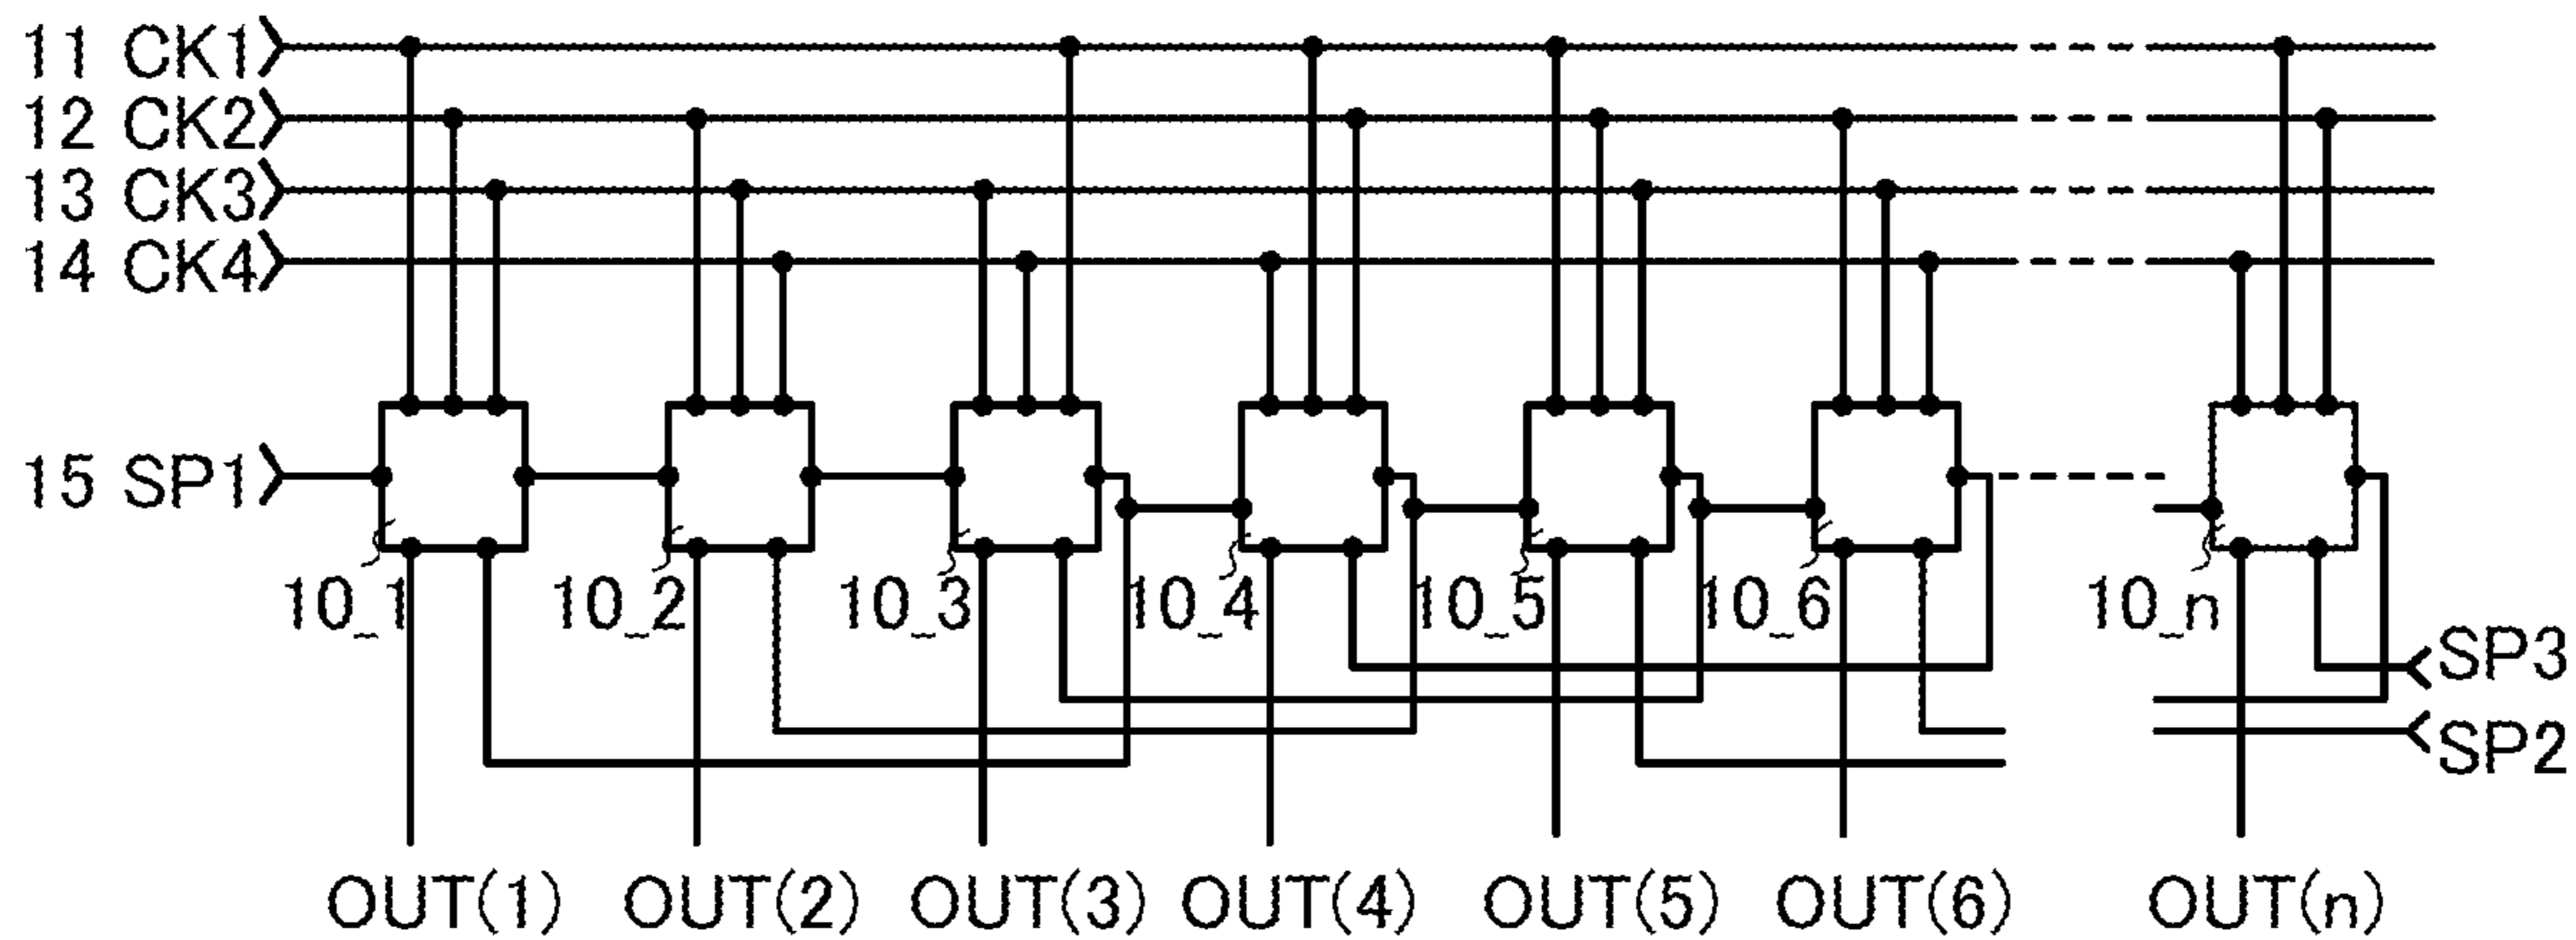 11 CK1
12 CK2
13 CK3
14 CK4
15 SP1
10_1 10_2 10_3 10_4 10_5 10_6 10_n
SP3
SP2
OUT(1) OUT(2) OUT(3) OUT(4) OUT(5) OUT(6) OUT(n)